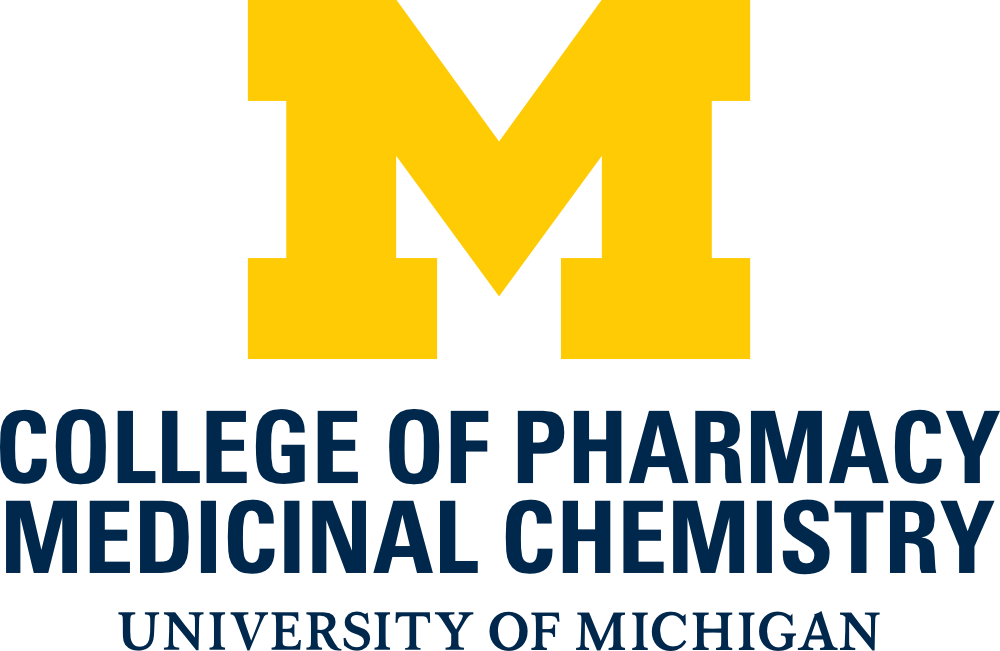 M
COLLEGE OF PHARMACY
MEDICINAL CHEMISTRY
UNIVERSITY OF MICHIGAN